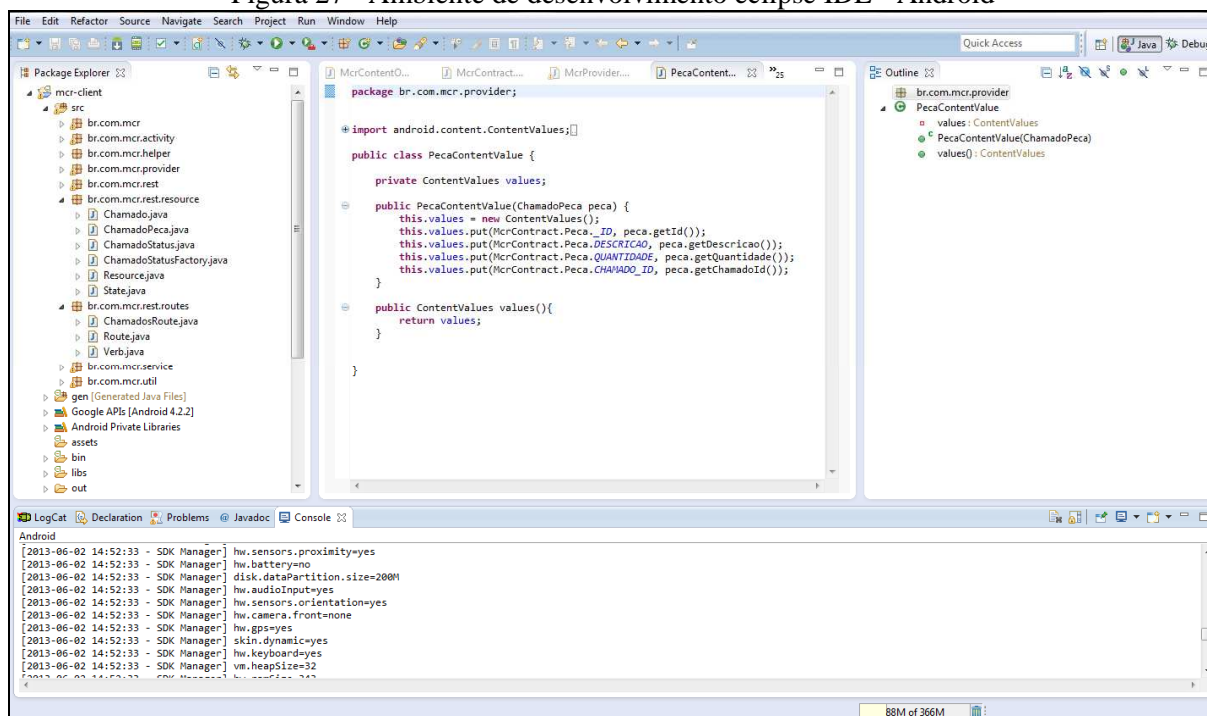 Figura 27 - Ambiente de desenvolvimento eclipse IDE - Android
File Edit Refactor Source Navigate Search Project Run Window Help
Quick Access
Java
Debug
Package Explorer
mcr-client
src
br.com.mcr
br.com.mcr.activity
br.com.mcr.helper
br.com.mcr.provider
br.com.mcr.rest
br.com.mcr.rest.resource
Chamado.java
ChamadoPeca.java
ChamadoStatus.java
ChamadoStatusFactory.java
Resource.java
State.java
br.com.mcr.rest.routes
ChamadosRoute.java
Route.java
Verb.java
br.com.mcr.service
br.com.mcr.util
gen [Generated Java Files]
Google APIs [Android 4.2.2]
Android Private Libraries
assets
bin
libs
out
McrContentO... McrContract.... McrProvider.... PecaContent... »25
package br.com.mcr.provider;
import android.content.ContentValues;
public class PecaContentValue {
private ContentValues values;
public PecaContentValue(ChamadoPeca peca) {
this.values = new ContentValues();
this.values.put(McrContract.Peca._ID, peca.getId());
this.values.put(McrContract.Peca.DESCRICAO, peca.getDescricao());
this.values.put(McrContract.Peca.QUANTIDADE, peca.getQuantidade());
this.values.put(McrContract.Peca.CHAMADO_ID, peca.getChamadoId());
}
public ContentValues values(){
return values;
}
}
Outline
br.com.mcr.provider
PecaContentValue
values : ContentValues
PecaContentValue(ChamadoPeca)
values() : ContentValues
LogCat Declaration Problems @ Javadoc Console
Android
[2013-06-02 14:52:33 - SDK Manager] hw.sensors.proximity=yes
[2013-06-02 14:52:33 - SDK Manager] hw.battery=no
[2013-06-02 14:52:33 - SDK Manager] disk.dataPartition.size=200M
[2013-06-02 14:52:33 - SDK Manager] hw.audioInput=yes
[2013-06-02 14:52:33 - SDK Manager] hw.sensors.orientation=yes
[2013-06-02 14:52:33 - SDK Manager] hw.camera.front=none
[2013-06-02 14:52:33 - SDK Manager] hw.gps=yes
[2013-06-02 14:52:33 - SDK Manager] skin.dynamic=yes
[2013-06-02 14:52:33 - SDK Manager] hw.keyboard=yes
[2013-06-02 14:52:33 - SDK Manager] vm.heapSize=32
88M of 366M